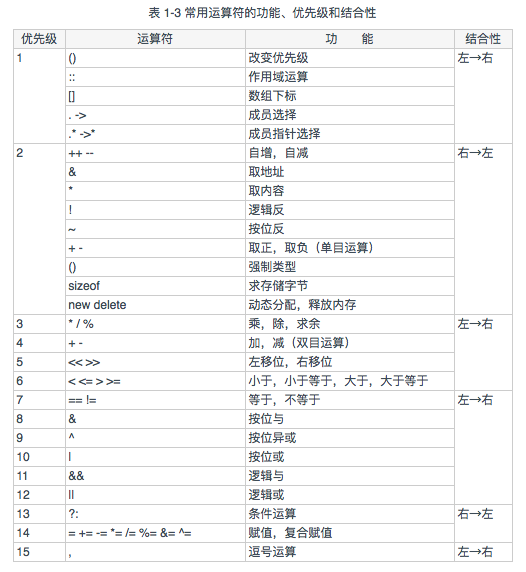 表 1-3 常用运算符的功能、优先级和结合性
优先级 运算符 功 能 结合性
1 () 改变优先级 左→右
:: 作用域运算
[] 数组下标
. -> 成员选择
.* ->* 成员指针选择
2 ++ -- 自增，自减 右→左
& 取地址
* 取内容
! 逻辑反
~ 按位反
+ - 取正，取负（单目运算）
() 强制类型
sizeof 求存储字节
new delete 动态分配，释放内存
3 * / % 乘，除，求余 左→右
4 + - 加，减（双目运算）
5 << >> 左移位，右移位
6 < <= > >= 小于，小于等于，大于，大于等于
7 == != 等于，不等于 左→右
8 & 按位与
9 ^ 按位异或
10 | 按位或
11 && 逻辑与
12 || 逻辑或
13 ?: 条件运算 右→左
14 = += -= *= /= %= &= ^= 赋值，复合赋值
15 , 逗号运算 左→右